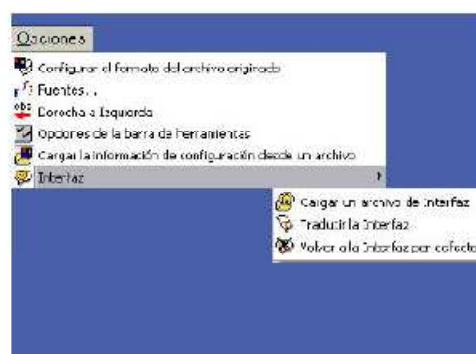 Opciones
Configurar el formato del archivo originado
Fuentes...
Derecha a Izquierda
Opciones de la barra de herramientas
Cargar la información de configuración desde un archivo
Interfaz
Cargar un archivo de Interfaz
Traducir la Interfaz
Volver a la Interfaz por defecto